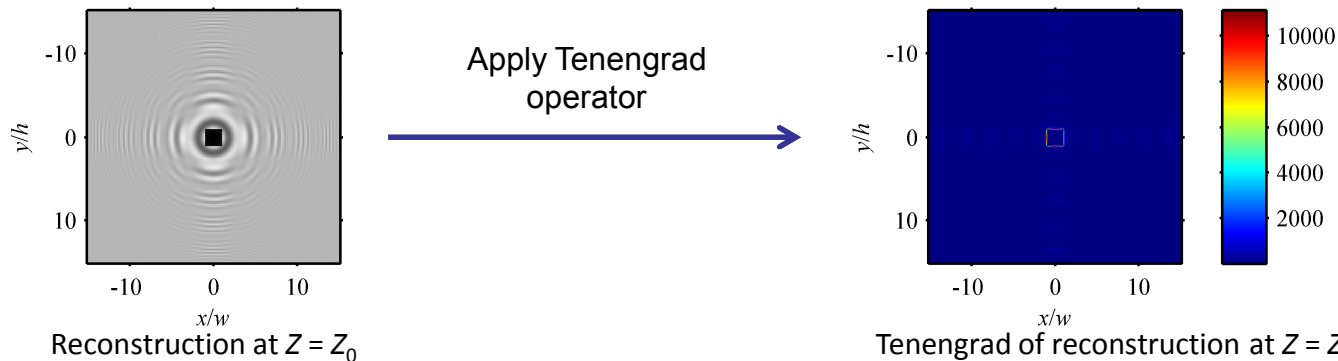 Apply Tenengrad
operator
-10
0
10
y/h
-10 0 10
x/w
Reconstruction at Z = Z0
-10
0
10
y/h
-10 0 10
x/w
10000
8000
6000
4000
2000
Tenengrad of reconstruction at Z = Z